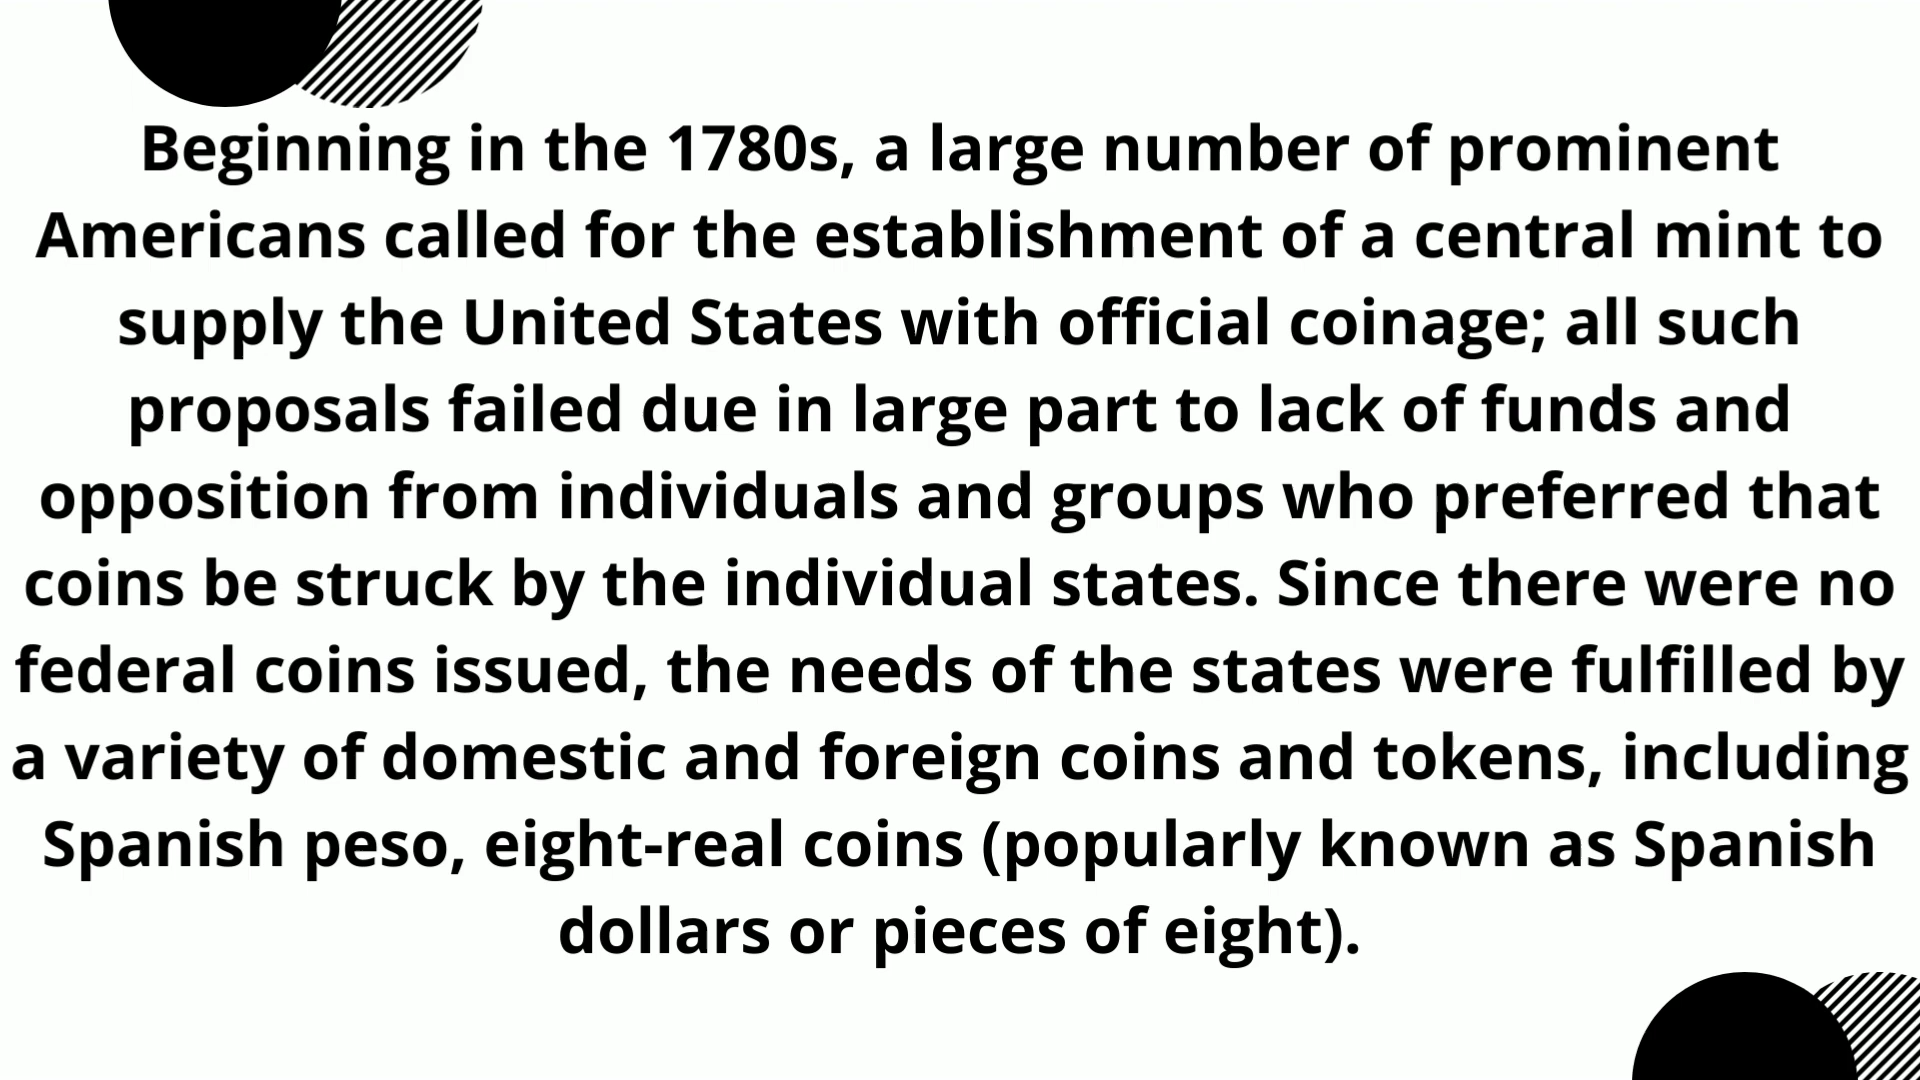 Beginning in the 1780s, a large number of prominent
Americans called for the establishment of a central mint to
supply the United States with official coinage; all such
proposals failed due in large part to lack of funds and
opposition from individuals and groups who preferred that
coins be struck by the individual states. Since there were no
federal coins issued, the needs of the states were fulfilled by
a variety of domestic and foreign coins and tokens, including
Spanish peso, eight-real coins (popularly known as Spanish
dollars or pieces of eight).